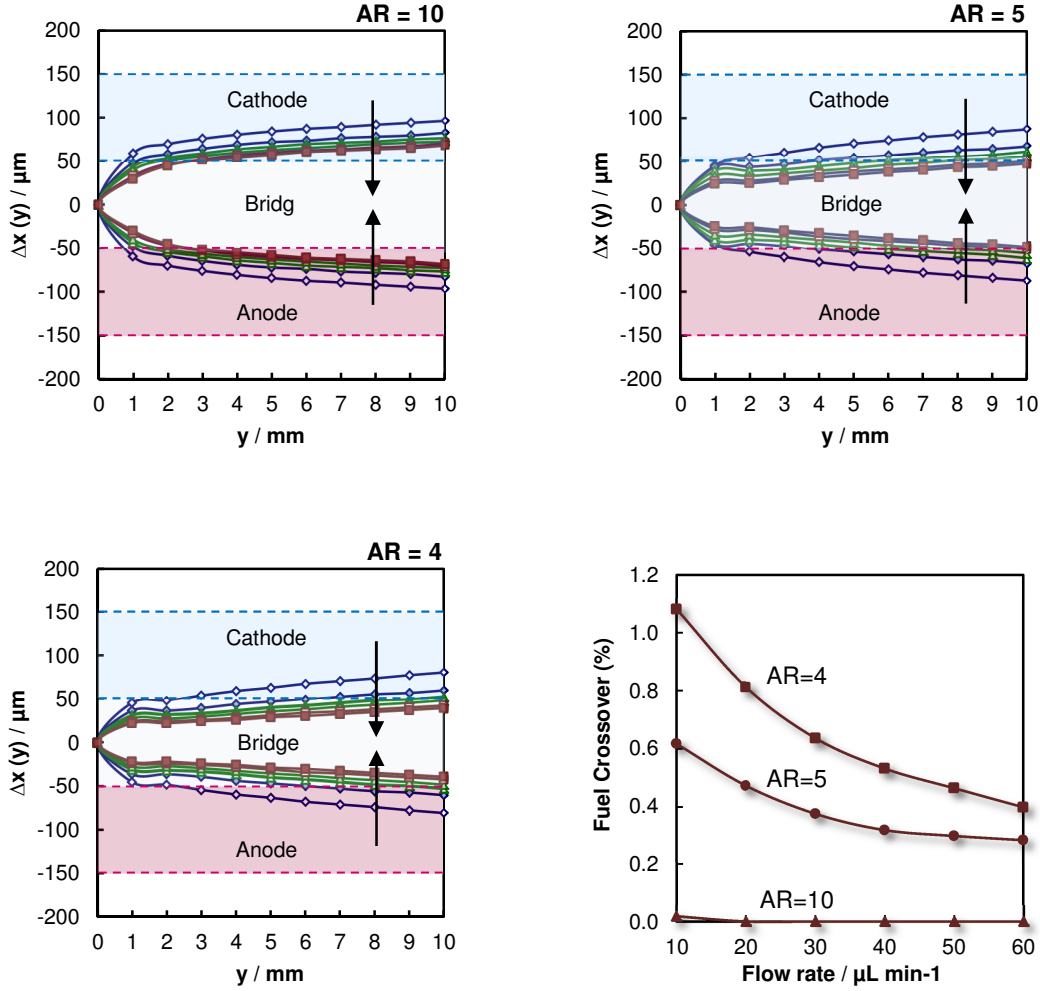 AR = 10
200
150
100
50
0
-50
-100
-150
-200
Δx (y) / µm
Cathode
Bridg
Anode
0 1 2 3 4 5 6 7 8 9 10
y / mm
AR = 5
200
150
100
50
0
-50
-100
-150
-200
Δx (y) / µm
Cathode
Bridge
Anode
0 1 2 3 4 5 6 7 8 9 10
y / mm
AR = 4
200
150
100
50
0
-50
-100
-150
-200
Δx (y) / µm
Cathode
Bridge
Anode
0 1 2 3 4 5 6 7 8 9 10
y / mm
1.2
1.0
0.8
0.6
0.4
0.2
0.0
Fuel Crossover (%)
AR=4
AR=5
AR=10
10 20 30 40 50 60
Flow rate / µL min-1